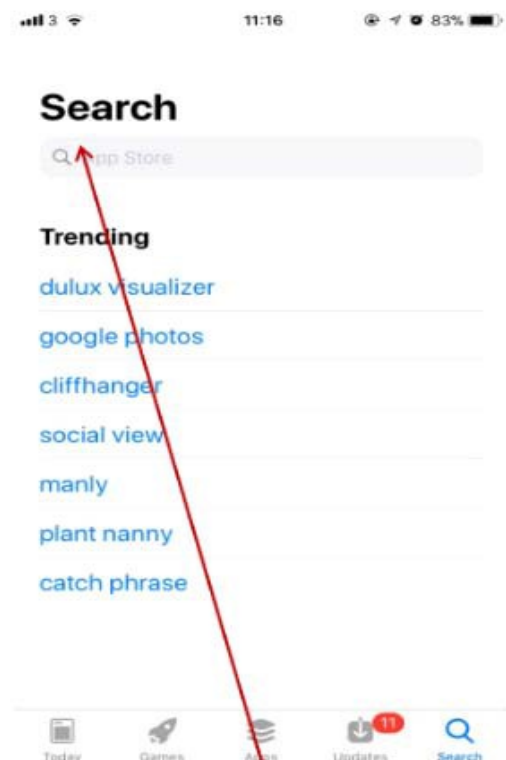 3 11:16 83%
Search
App Store
Trending
dulux visualizer
google photos
cliffhanger
social view
manly
plant nanny
catch phrase
11
Today Games Apps Updates Search